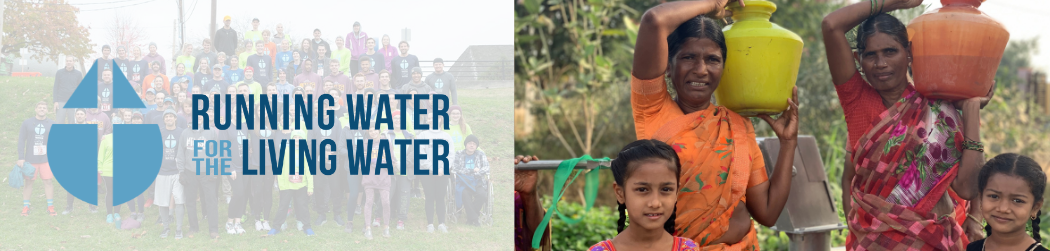 RUNNING WATER
FOR THE LIVING WATER